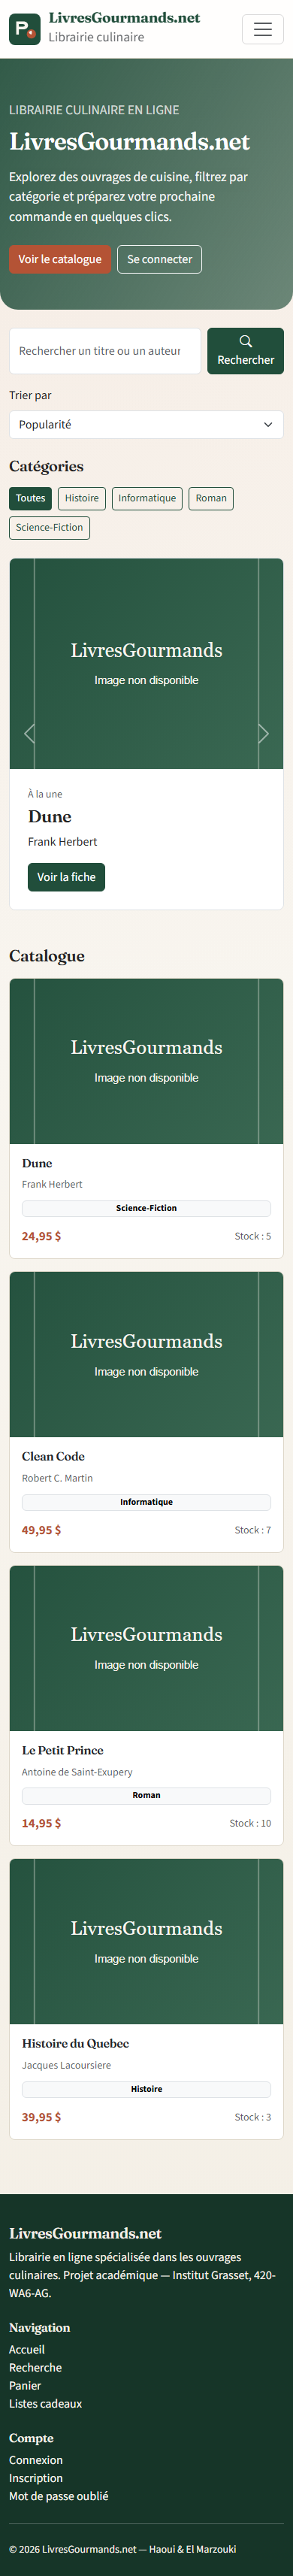 P
LivresGourmands.net
Librairie culinaire
LIBRAIRIE CULINAIRE EN LIGNE
LivresGourmands.net
Explorez des ouvrages de cuisine, filtrez par
catégorie et préparez votre prochaine
commande en quelques clics.
Voir le catalogue
Se connecter
Rechercher un titre ou un auteur
Rechercher
Trier par
Popularité
Catégories
Toutes
Histoire
Informatique
Roman
Science-Fiction
LivresGourmands
Image non disponible
À la une
Dune
Frank Herbert
Voir la fiche
Catalogue
LivresGourmands
Image non disponible
Dune
Frank Herbert
Science-Fiction
24,95 $
Stock : 5
LivresGourmands
Image non disponible
Clean Code
Robert C. Martin
Informatique
49,95 $
Stock : 7
LivresGourmands
Image non disponible
Le Petit Prince
Antoine de Saint-Exupery
Roman
14,95 $
Stock : 10
LivresGourmands
Image non disponible
Histoire du Quebec
Jacques Lacoursiere
Histoire
39,95 $
Stock : 3
LivresGourmands.net
Librairie en ligne spécialisée dans les ouvrages
culinaires. Projet académique — Institut Grasset, 420-
WA6-AG.
Navigation
Accueil
Recherche
Panier
Listes cadeaux
Compte
Connexion
Inscription
Mot de passe oublié
© 2026 LivresGourmands.net — Haoui & El Marzouki